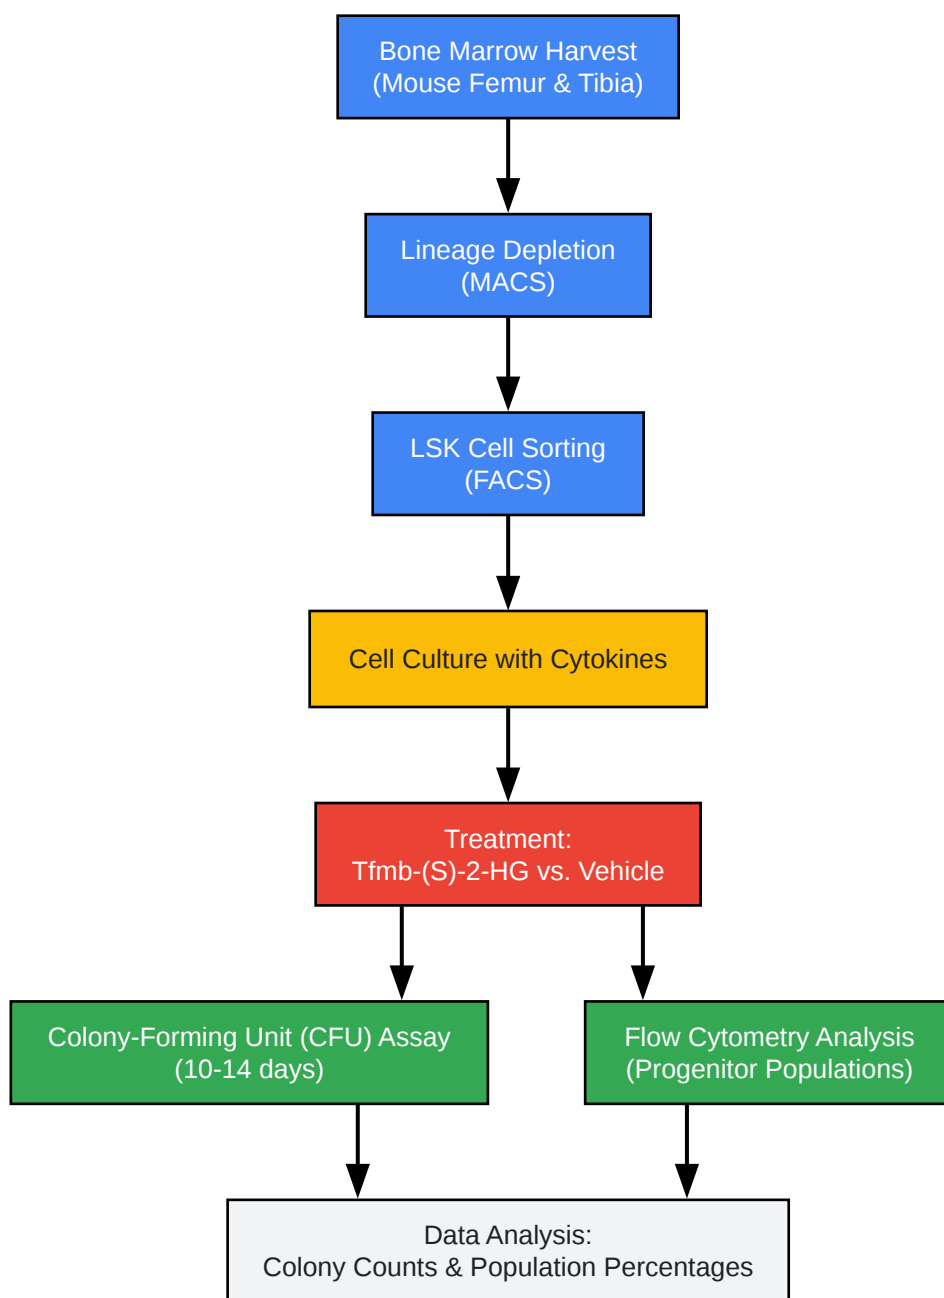 Bone Marrow Harvest
(Mouse Femur & Tibia)
Lineage Depletion
(MACS)
LSK Cell Sorting
(FACS)
Cell Culture with Cytokines
Treatment:
Tfmb-(S)-2-HG vs. Vehicle
Colony-Forming Unit (CFU) Assay
(10-14 days)
Flow Cytometry Analysis
(Progenitor Populations)
Data Analysis:
Colony Counts & Population Percentages